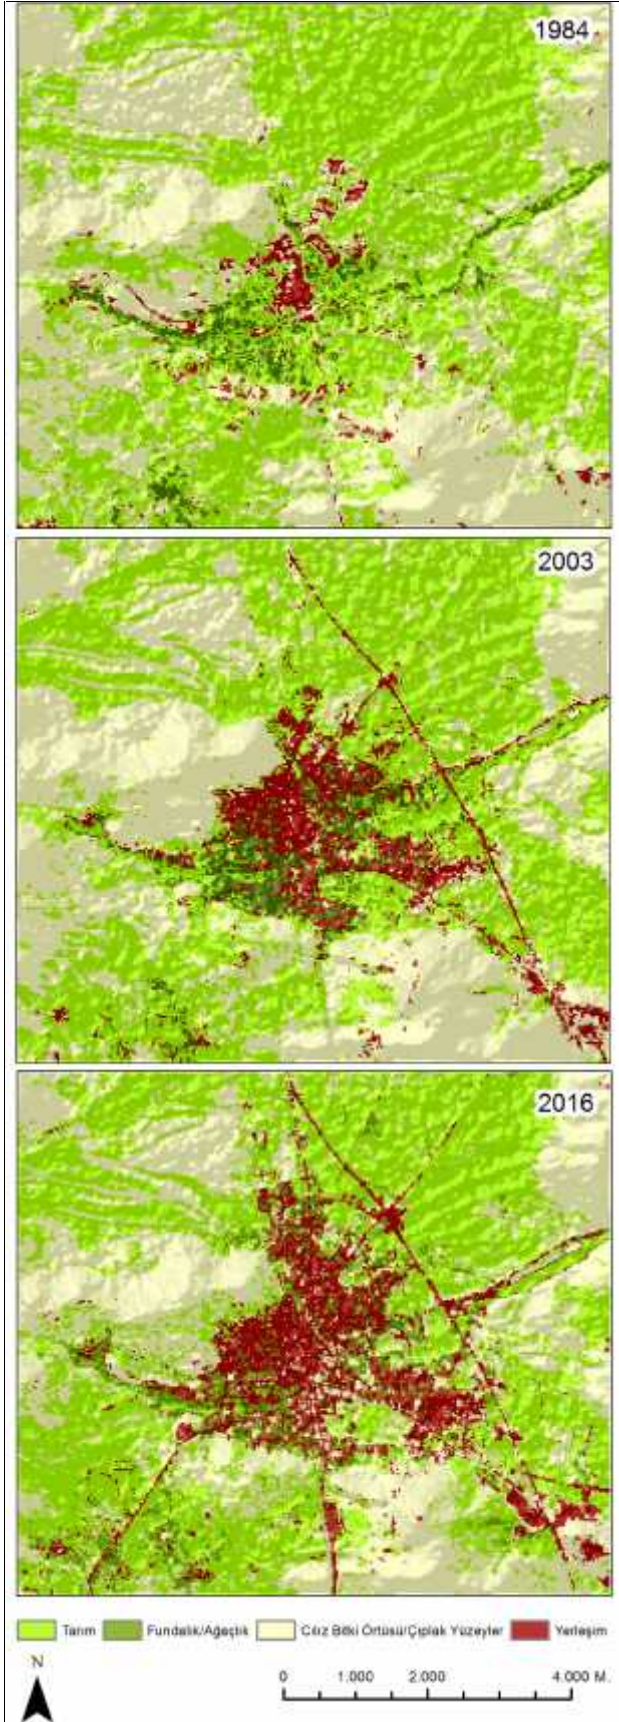 1984
2003
2016
Tarım Fundalık/Ağaçlık Cılız Bitki Örtüsü/Çıplak Yüzeyler Yerleşim
N
0 1.000 2.000 4.000 M.